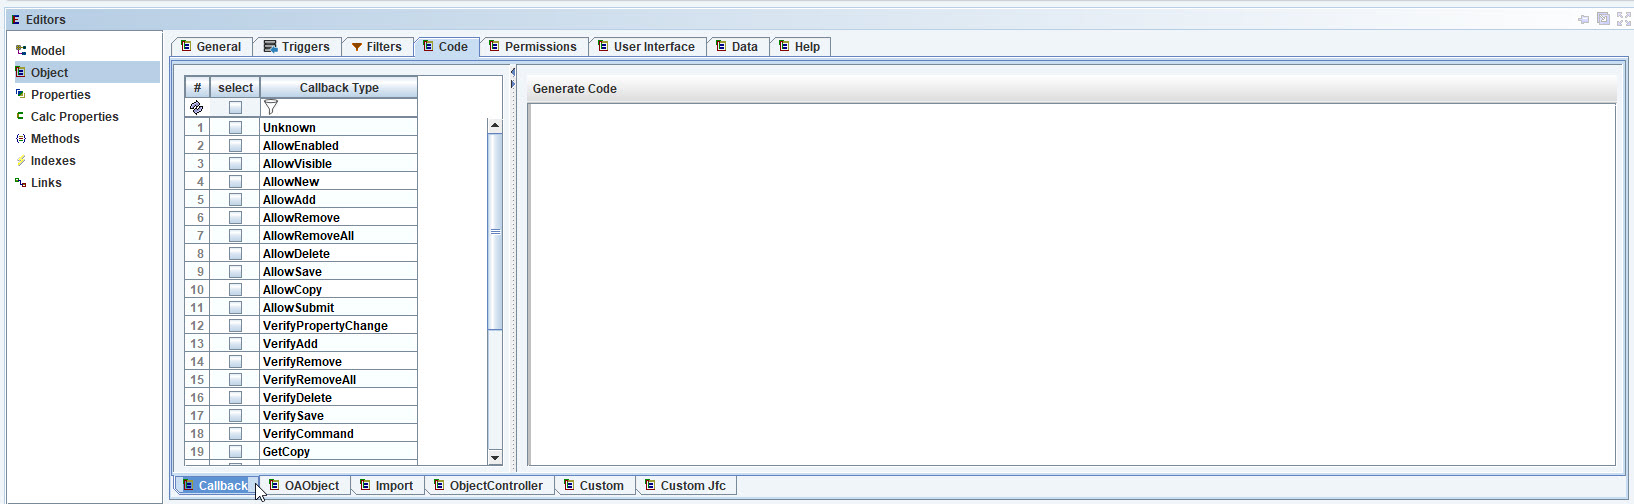 Editors
Model
Object
Properties
Calc Properties
Methods
Indexes
Links
General Triggers Filters Code Permissions User Interface Data Help
# select Callback Type
1 Unknown
2 AllowEnabled
3 AllowVisible
4 AllowNew
5 AllowAdd
6 AllowRemove
7 AllowRemoveAll
8 AllowDelete
9 AllowSave
10 AllowCopy
11 AllowSubmit
12 VerifyPropertyChange
13 VerifyAdd
14 VerifyRemove
15 VerifyRemoveAll
16 VerifyDelete
17 VerifySave
18 VerifyCommand
19 GetCopy
Generate Code
Callback OAObject Import ObjectController Custom Custom Jfc